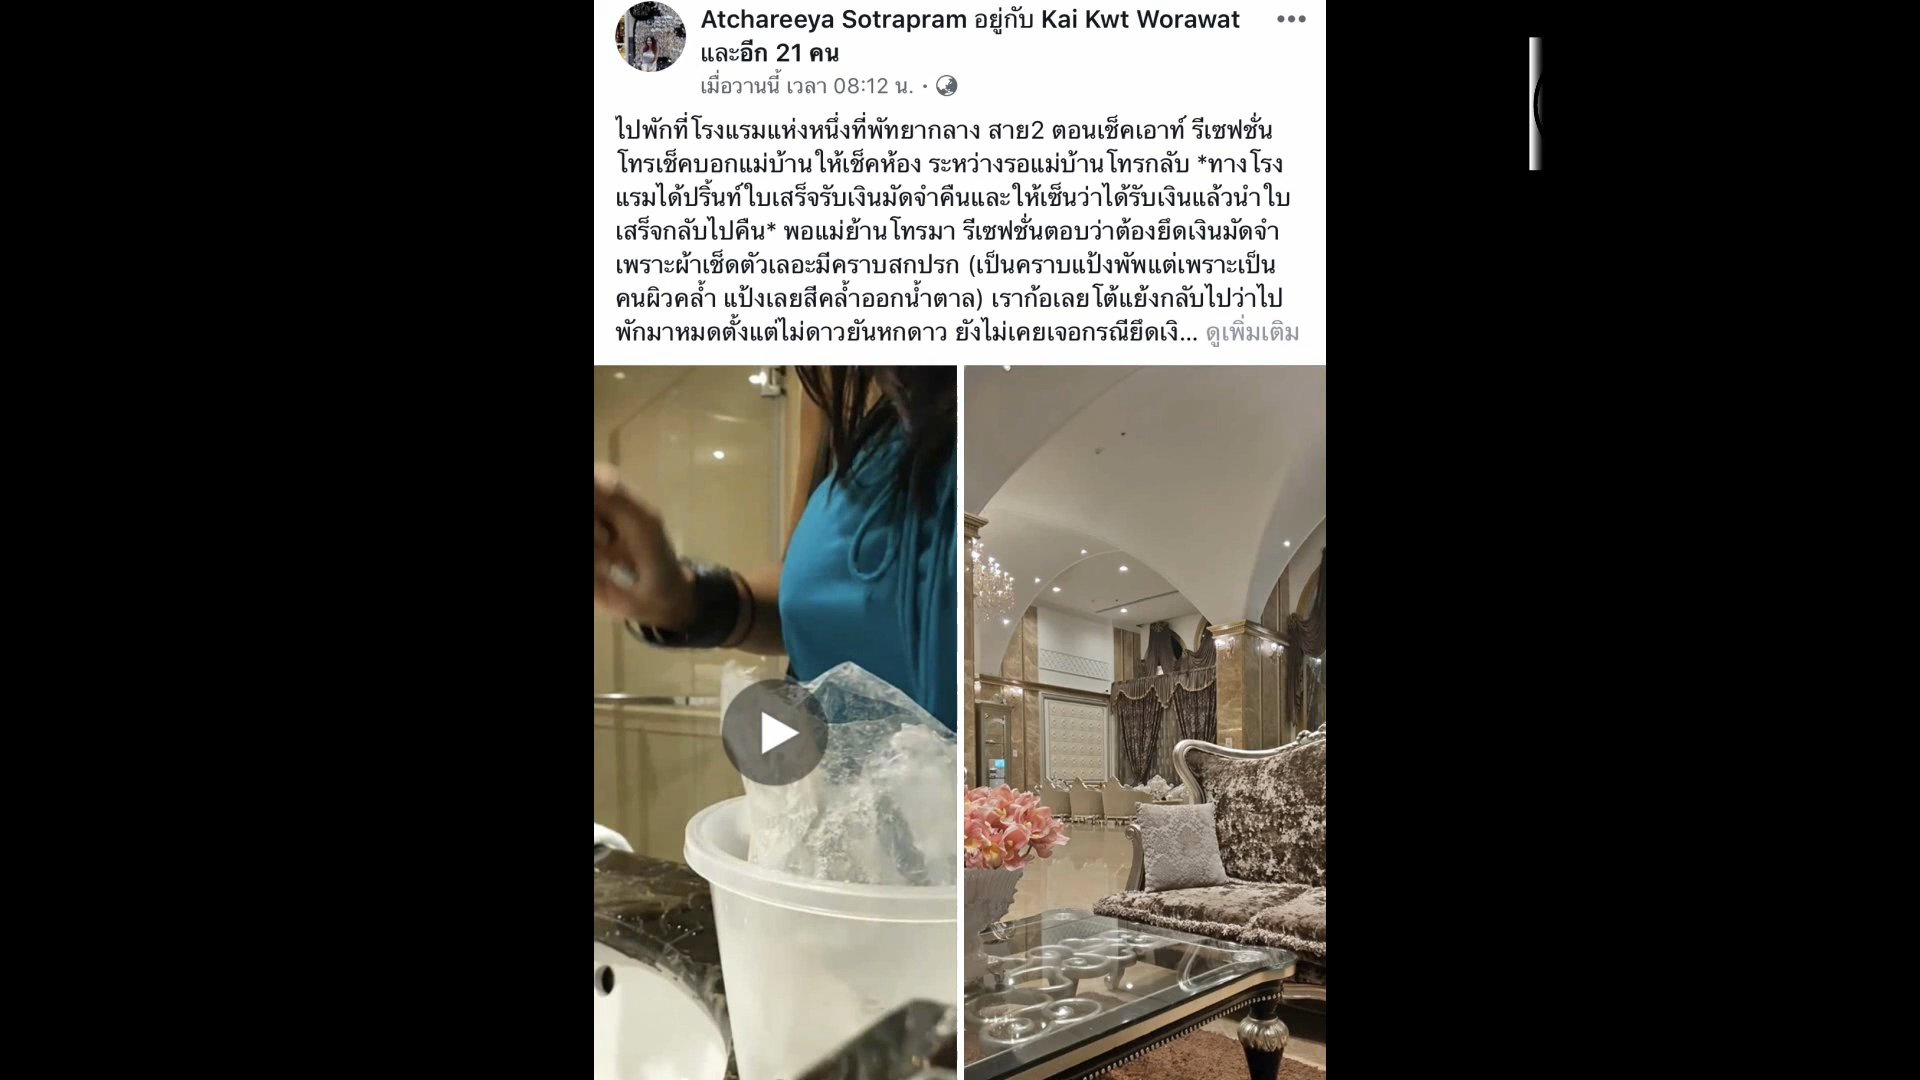 Atchareeya Sotrapram อยู่กับ Kai Kwt Worawat
และอีก 21 คน
เมื่อวานนี้ เวลา 08:12 น. ·
ไปพักที่โรงแรมแห่งหนึ่งที่พัทยากลาง สาย2 ตอนเช็คเอาท์ รีเซฟชั่น
โทรเช็คบอกแม่บ้านให้เช็คห้อง ระหว่างรอแม่บ้านโทรกลับ *ทางโรง
แรมได้ปริ้นท์ใบเสร็จรับเงินมัดจำคืนและให้เซ็นว่าได้รับเงินแล้วนำใบ
เสร็จกลับไปคืน* พอแม่ย้านโทรมา รีเซฟชั่นตอบว่าต้องยึดเงินมัดจำ
เพราะผ้าเช็ดตัวเลอะมีคราบสกปรก (เป็นคราบแป้งพัพแต่เพราะเป็น
คนผิวคล้ำ แป้งเลยสีคล้ำออกน้ำตาล) เราก้อเลยโต้แย้งกลับไปว่าไป
พักมาหมดตั้งแต่ไม่ดาวยันหกดาว ยังไม่เคยเจอกรณียึดเงิ... ดูเพิ่มเติม